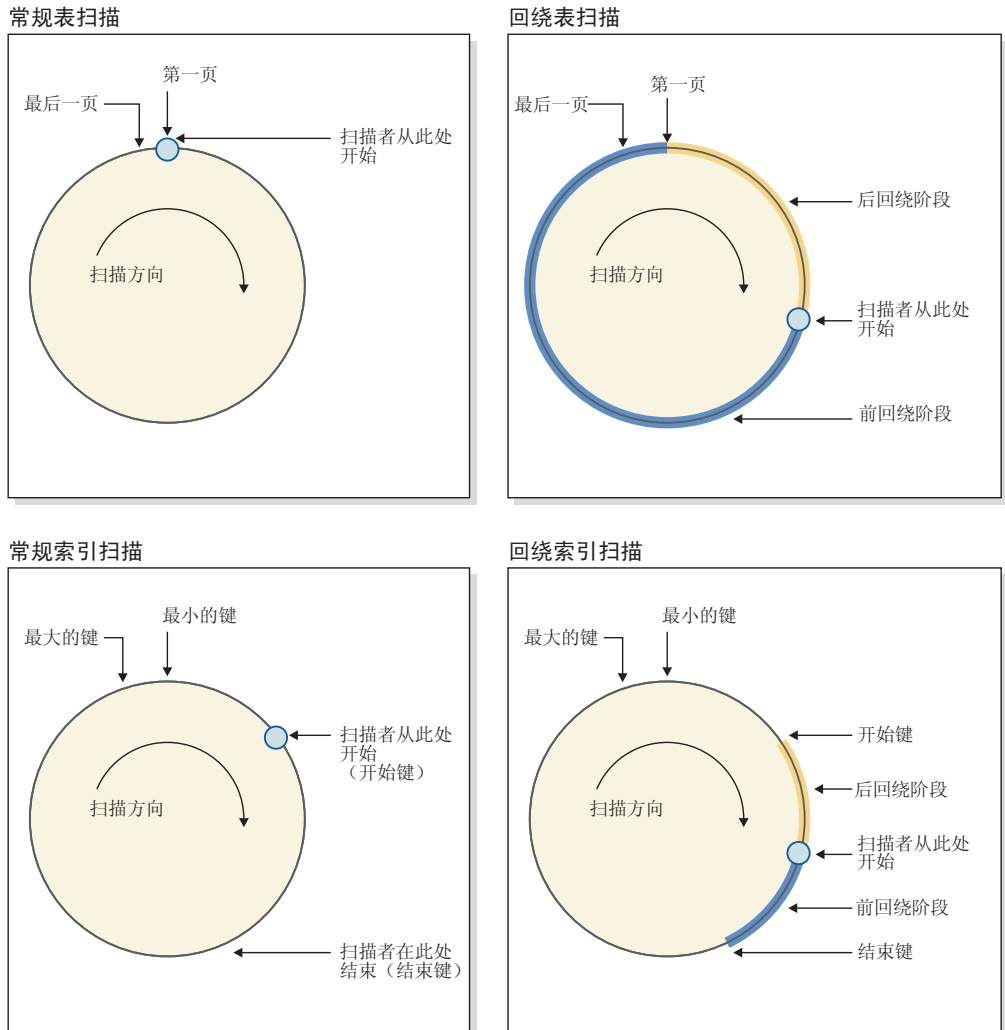 常规表扫描
第一页
最后一页
扫描者从此处
开始
扫描方向
回绕表扫描
第一页
最后一页
后回绕阶段
扫描方向
扫描者从此处
开始
前回绕阶段
常规索引扫描
最小的键
最大的键
扫描者从此处
开始
（开始键）
扫描方向
扫描者在此处
结束（结束键）
回绕索引扫描
最小的键
最大的键
开始键
后回绕阶段
扫描方向
扫描者从此处
开始
前回绕阶段
结束键